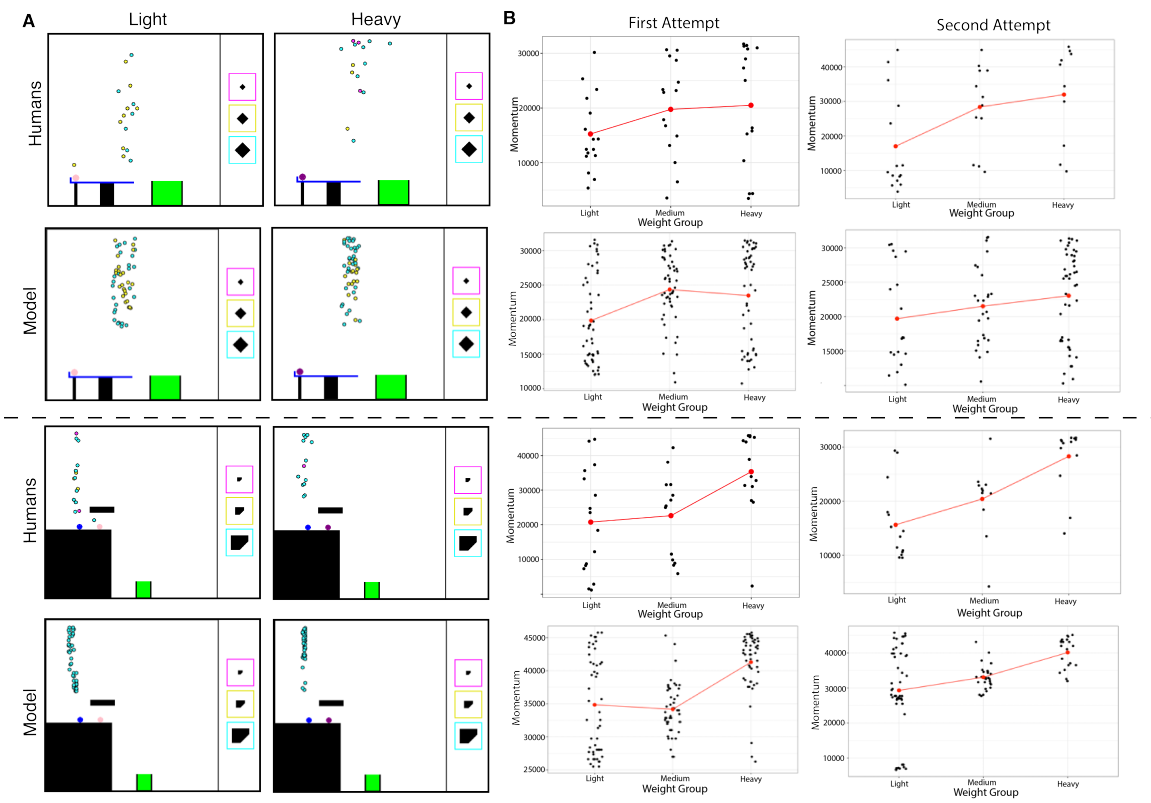 A
Light
Heavy
B
First Attempt
Second Attempt
Humans
Momentum
30000
20000
10000
Light
Medium
Heavy
Weight Group
Momentum
40000
30000
20000
10000
Light
Medium
Heavy
Weight Group
Model
Momentum
30000
25000
20000
15000
10000
Light
Medium
Heavy
Weight Group
Momentum
30000
25000
20000
15000
Light
Medium
Heavy
Weight Group
Humans
Momentum
40000
30000
20000
10000
0
Light
Medium
Heavy
Weight Group
Momentum
30000
20000
10000
Light
Medium
Heavy
Weight Group
Model
Momentum
45000
40000
35000
30000
25000
Light
Medium
Heavy
Weight Group
Momentum
40000
30000
20000
10000
Light
Medium
Heavy
Weight Group